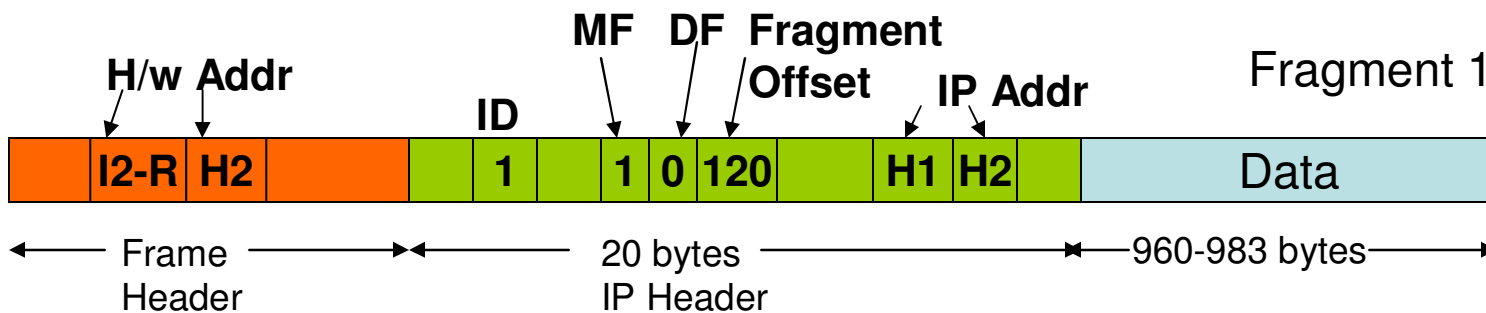 MF DF Fragment
Offset
H/w Addr
ID
IP Addr
Fragment 1
I2-R H2 1 1 0 120 H1 H2 Data
Frame
Header
20 bytes
IP Header
960-983 bytes